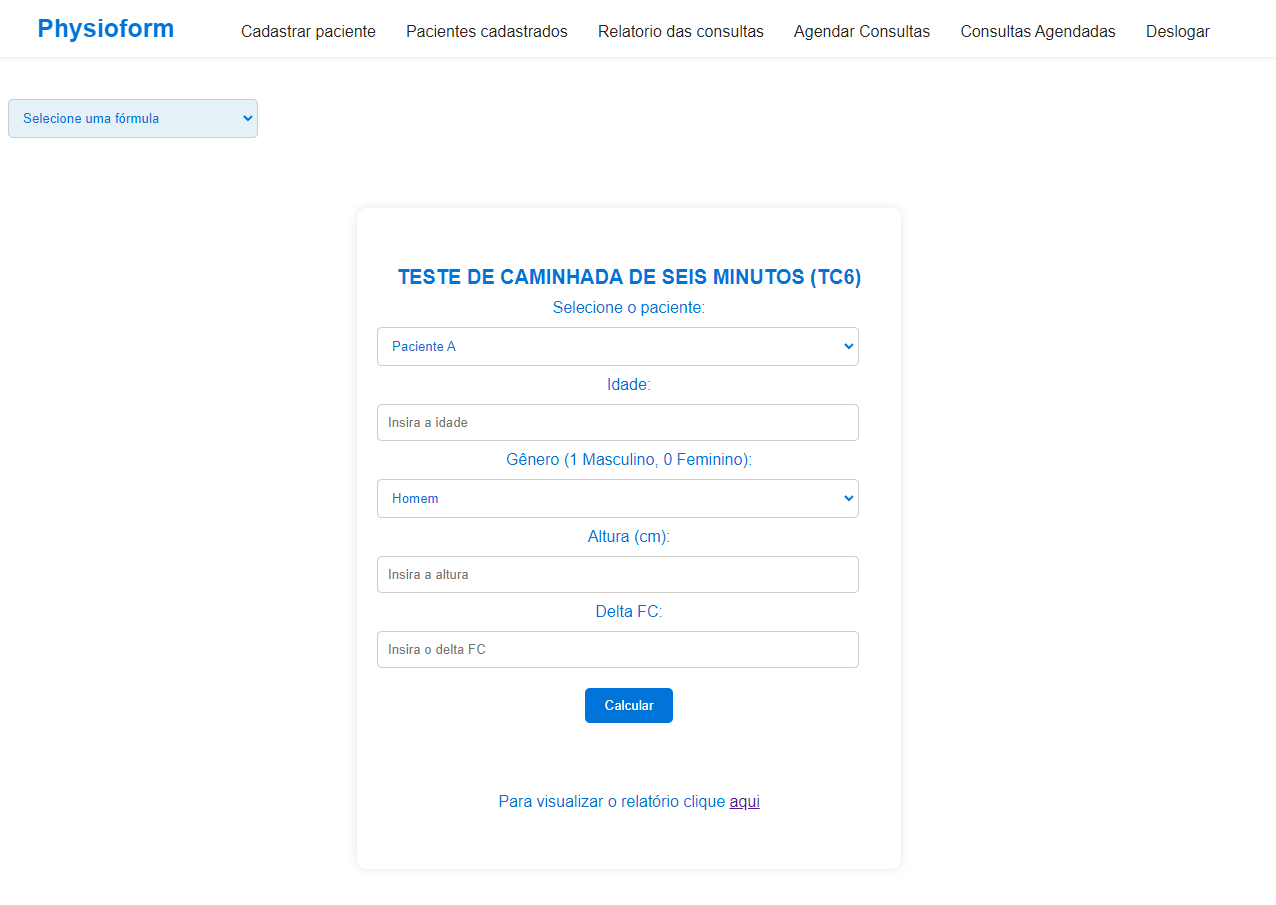 Physioform
Cadastrar paciente Pacientes cadastrados Relatorio das consultas Agendar Consultas Consultas Agendadas Deslogar
Selecione uma fórmula
TESTE DE CAMINHADA DE SEIS MINUTOS (TC6)
Selecione o paciente:
Paciente A
Idade:
Insira a idade
Gênero (1 Masculino, 0 Feminino):
Homem
Altura (cm):
Insira a altura
Delta FC:
Insira o delta FC
Calcular
Para visualizar o relatório clique aqui